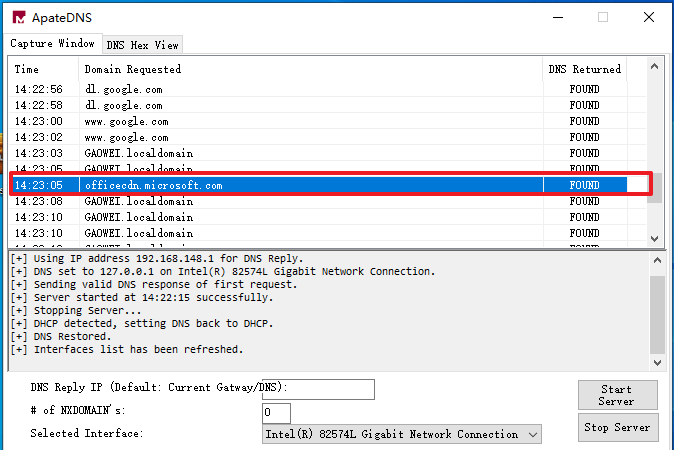 ApateDNS
Capture Window DNS Hex View
Time Domain Requested DNS Returned
14:22:56 dl.google.com FOUND
14:22:58 dl.google.com FOUND
14:23:00 www.google.com FOUND
14:23:02 www.google.com FOUND
14:23:03 GAOWEI.localdomain FOUND
14:23:05 GAOWEI.localdomain FOUND
14:23:05 officecdn.microsoft.com FOUND
14:23:08 GAOWEI.localdomain FOUND
14:23:10 GAOWEI.localdomain FOUND
14:23:10 GAOWEI.localdomain FOUND
[+] Using IP address 192.168.148.1 for DNS Reply.
[+] DNS set to 127.0.0.1 on Intel(R) 82574L Gigabit Network Connection.
[+] Sending valid DNS response of first request.
[+] Server started at 14:22:15 successfully.
[+] Stopping Server...
[+] DHCP detected, setting DNS back to DHCP.
[+] DNS Restored.
[+] Interfaces list has been refreshed.
DNS Reply IP (Default: Current Gatway/DNS):
# of NXDOMAIN's: 0
Selected Interface: Intel(R) 82574L Gigabit Network Connection
Start
Server
Stop Server